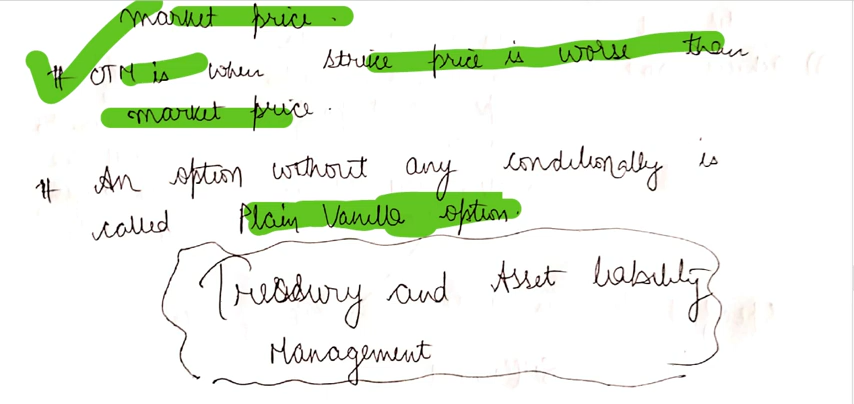 market price.
# OTM is when strike price is worse than
market price.
# An option without any conditionally is
called Plain Vanilla option.
Treasury and Asset liability
Management